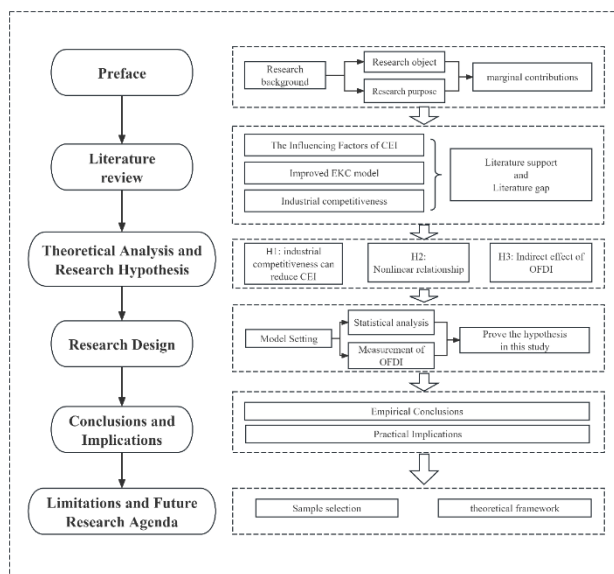 Preface
Research
background
Research object
Research purpose
marginal contributions
Literature
review
The Influencing Factors of CEI
Improved EKC model
Industrial competitiveness
Literature support
and
Literature gap
Theoretical Analysis and
Research Hypothesis
H1: industrial
competitiveness can
reduce CEI
H2:
Nonlinear relationship
H3: Indirect effect of
OFDI
Research Design
Model Setting
Statistical analysis
Measurement of
OFDI
Prove the hypothesis
in this study
Conclusions and
Implications
Empirical Conclusions
Practical Implications
Limitations and Future
Research Agenda
Sample selection
theoretical framework